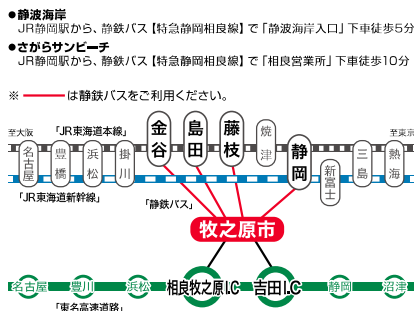 ●静波海岸
JR静岡駅から、静鉄バス【特急静岡相良線】で「静波海岸入口」下車徒歩5分
●さがらサンビーチ
JR静岡駅から、静鉄バス【特急静岡相良線】で「相良営業所」下車徒歩10分
※ ━━は静鉄バスをご利用ください。
至大阪
「JR東海道本線」
至東京
名古屋
豊橋
浜松
掛川
金谷
島田
藤枝
焼津
静岡
新富士
三島
熱海
「JR東海道新幹線」
「静鉄バス」
牧之原市
名古屋
豊川
浜松
相良牧之原I.C
吉田I.C
静岡
沼津
「東名高速道路」